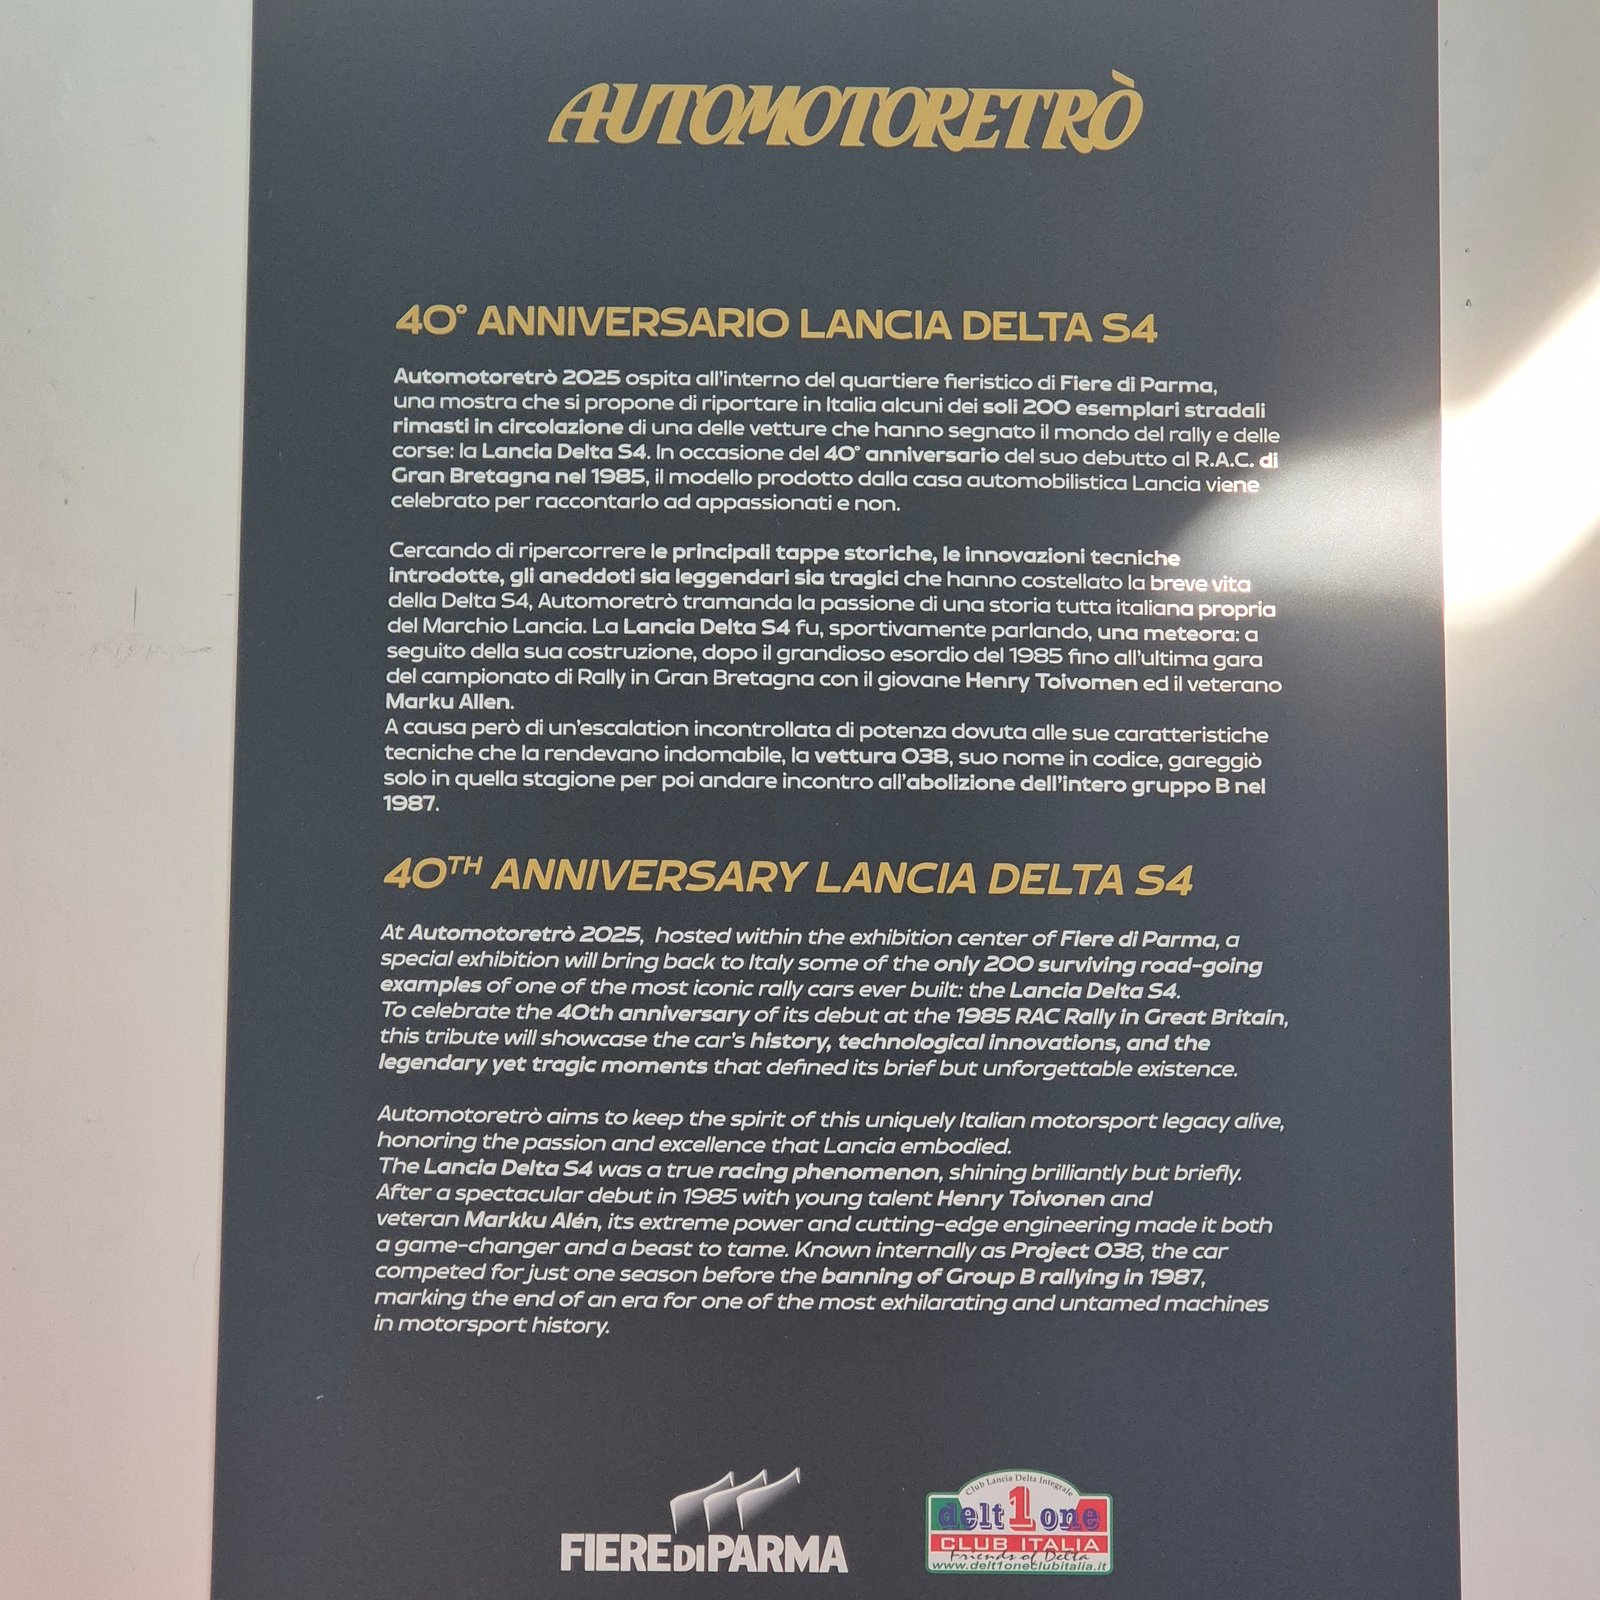 AUTOMOTORETRÒ
40° ANNIVERSARIO LANCIA DELTA S4
Automotoretrò 2025 ospita all'interno del quartiere fieristico di Fiere di Parma,
una mostra che si propone di riportare in Italia alcuni dei soli 200 esemplari stradali
rimasti in circolazione di una delle vetture che hanno segnato il mondo del rally e delle
corse: la Lancia Delta S4. In occasione del 40° anniversario del suo debutto al R.A.C. di
Gran Bretagna nel 1985, il modello prodotto dalla casa automobilistica Lancia viene
celebrato per raccontarlo ad appassionati e non.
Cercando di ripercorrere le principali tappe storiche, le innovazioni tecniche
introdotte, gli aneddoti sia leggendari sia tragici che hanno costellato la breve vita
della Delta S4, Automoretrò tramanda la passione di una storia tutta italiana propria
del Marchio Lancia. La Lancia Delta S4 fu, sportivamente parlando, una meteora: a
seguito della sua costruzione, dopo il grandioso esordio del 1985 fino all'ultima gara
del campionato di Rally in Gran Bretagna con il giovane Henry Toivomen ed il veterano
Marku Allen.
A causa però di un'escalation incontrollata di potenza dovuta alle sue caratteristiche
tecniche che la rendevano indomabile, la vettura 038, suo nome in codice, gareggiò
solo in quella stagione per poi andare incontro all'abolizione dell'intero gruppo B nel
1987.
40TH ANNIVERSARY LANCIA DELTA S4
At Automotoretrò 2025, hosted within the exhibition center of Fiere di Parma, a
special exhibition will bring back to Italy some of the only 200 surviving road-going
examples of one of the most iconic rally cars ever built: the Lancia Delta S4.
To celebrate the 40th anniversary of its debut at the 1985 RAC Rally in Great Britain,
this tribute will showcase the car's history, technological innovations, and the
legendary yet tragic moments that defined its brief but unforgettable existence.
Automotoretrò aims to keep the spirit of this uniquely Italian motorsport legacy alive,
honoring the passion and excellence that Lancia embodied.
The Lancia Delta S4 was a true racing phenomenon, shining brilliantly but briefly.
After a spectacular debut in 1985 with young talent Henry Toivonen and
veteran Markku Alén, its extreme power and cutting-edge engineering made it both
a game-changer and a beast to tame. Known internally as Project 038, the car
competed for just one season before the banning of Group B rallying in 1987,
marking the end of an era for one of the most exhilarating and untamed machines
in motorsport history.
FIERE DI PARMA
Club Lancia Delta Integrale
delt1one
CLUB ITALIA
Friends of Delta
www.delt1oneclubitalia.it